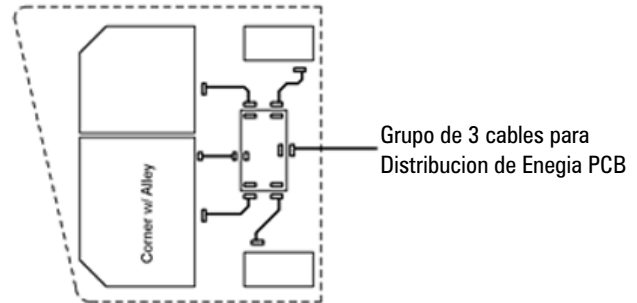 Corner w/ Alley
Grupo de 3 cables para
Distribucion de Enegia PCB